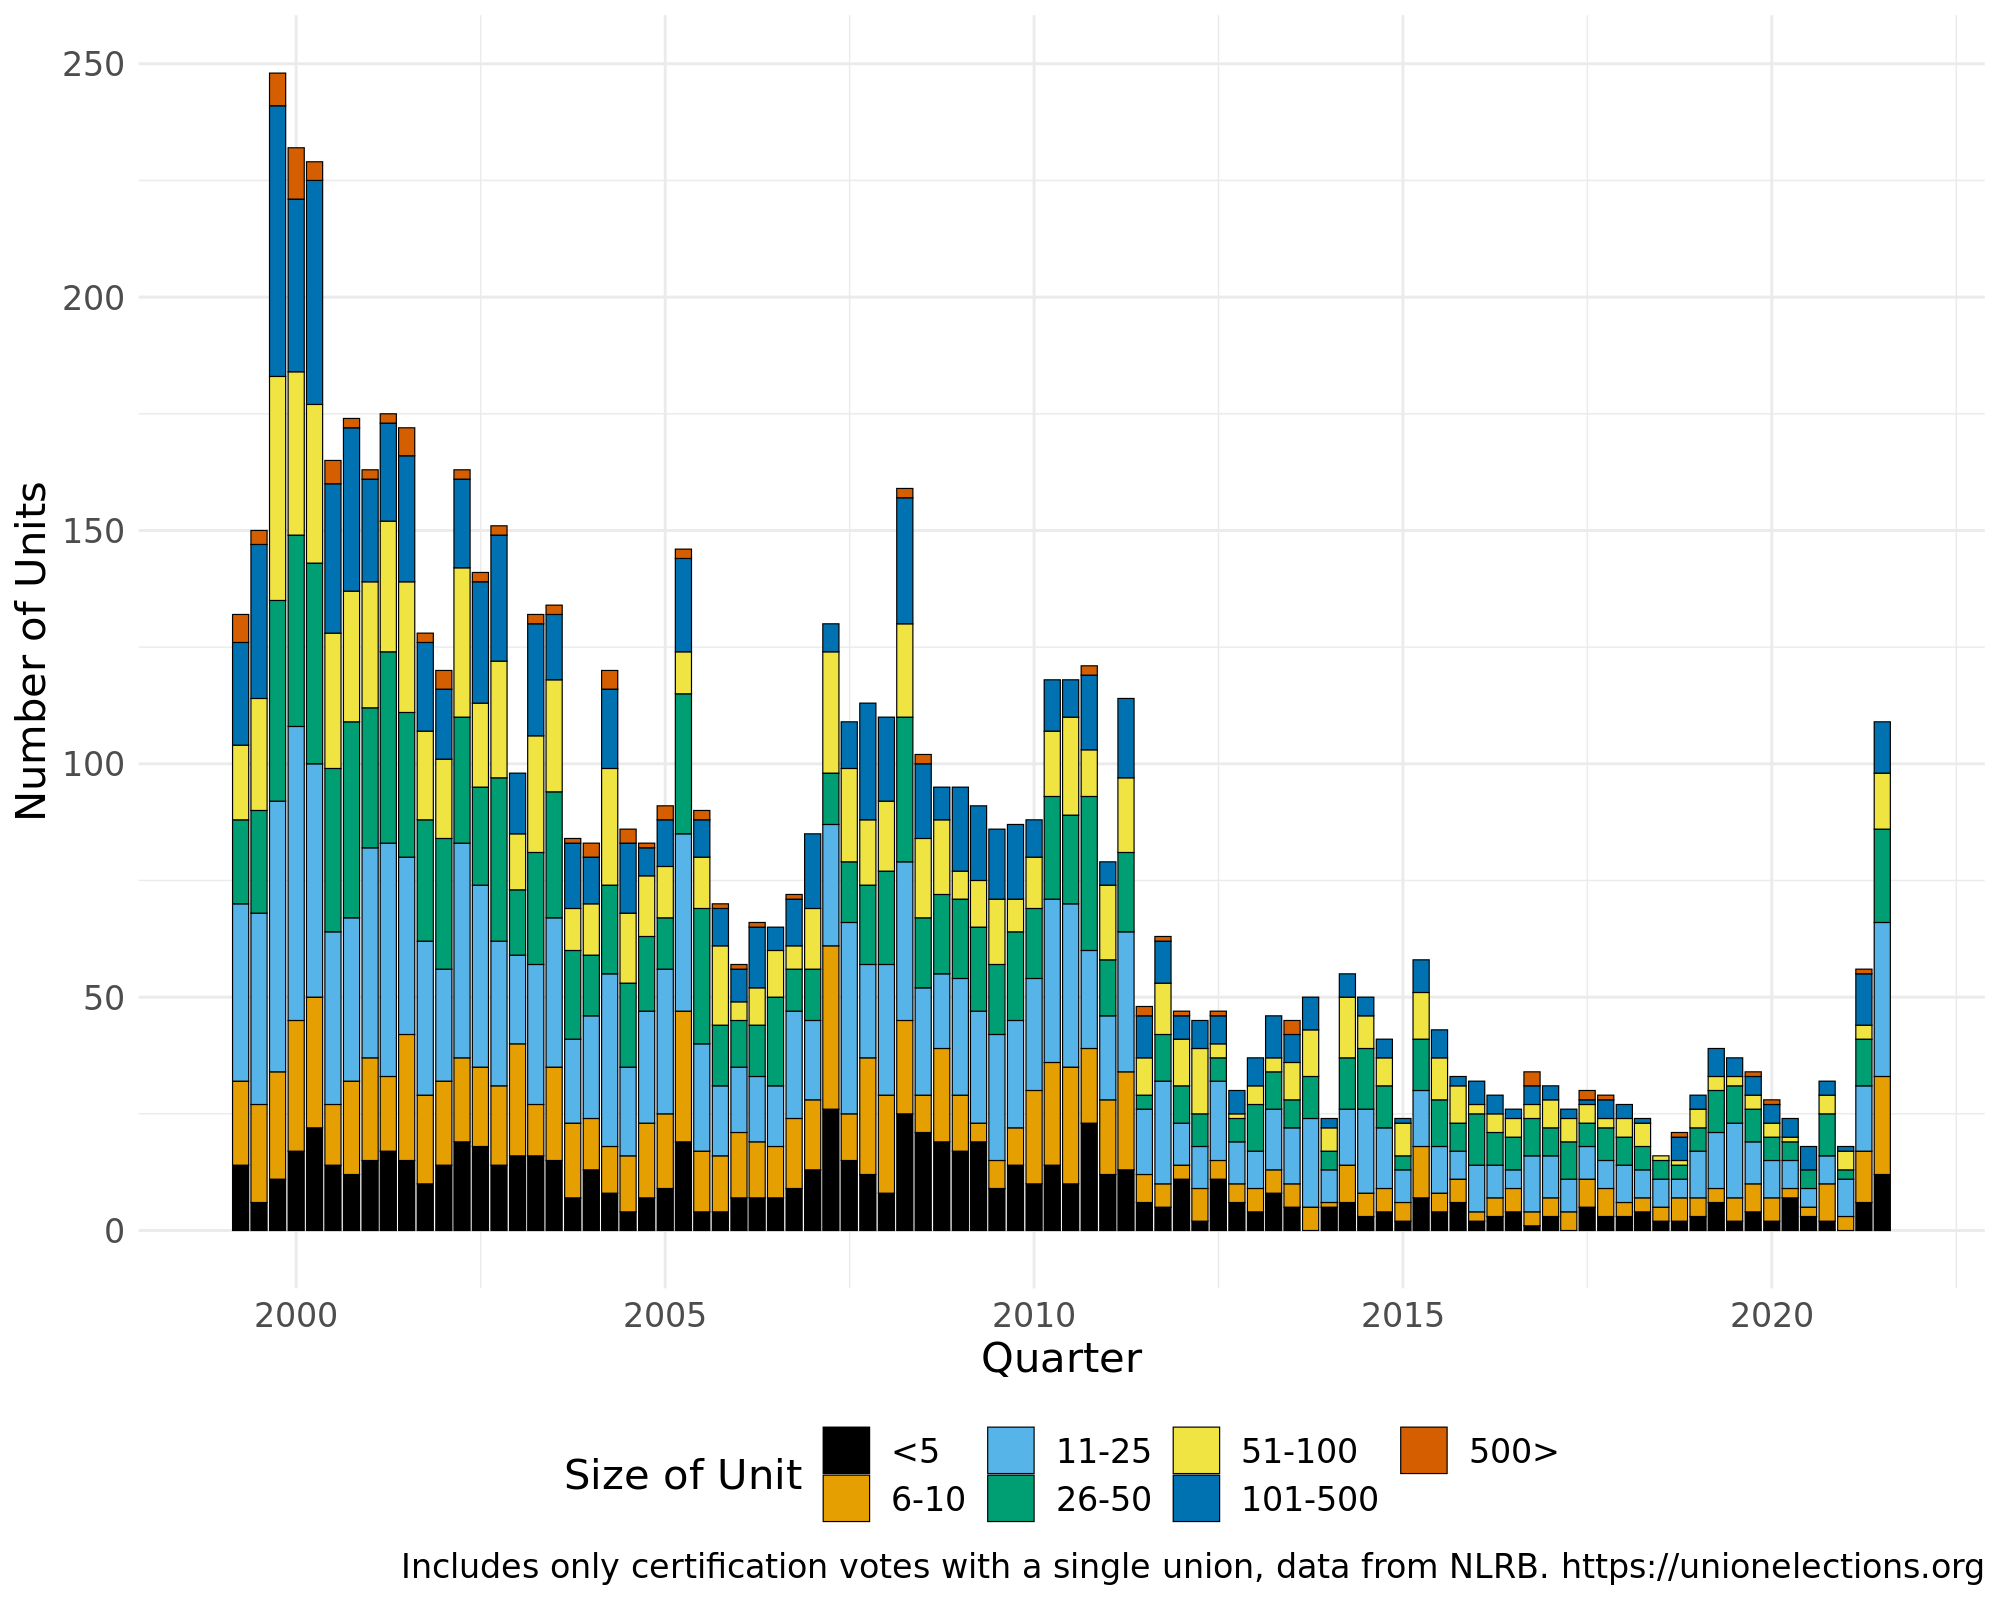 250
200
150
100
50
0
Number of Units
2000 2005 2010 2015 2020
Quarter
Size of Unit
<5 11-25 51-100 500>
6-10 26-50 101-500
Includes only certification votes with a single union, data from NLRB. https://unionelections.org